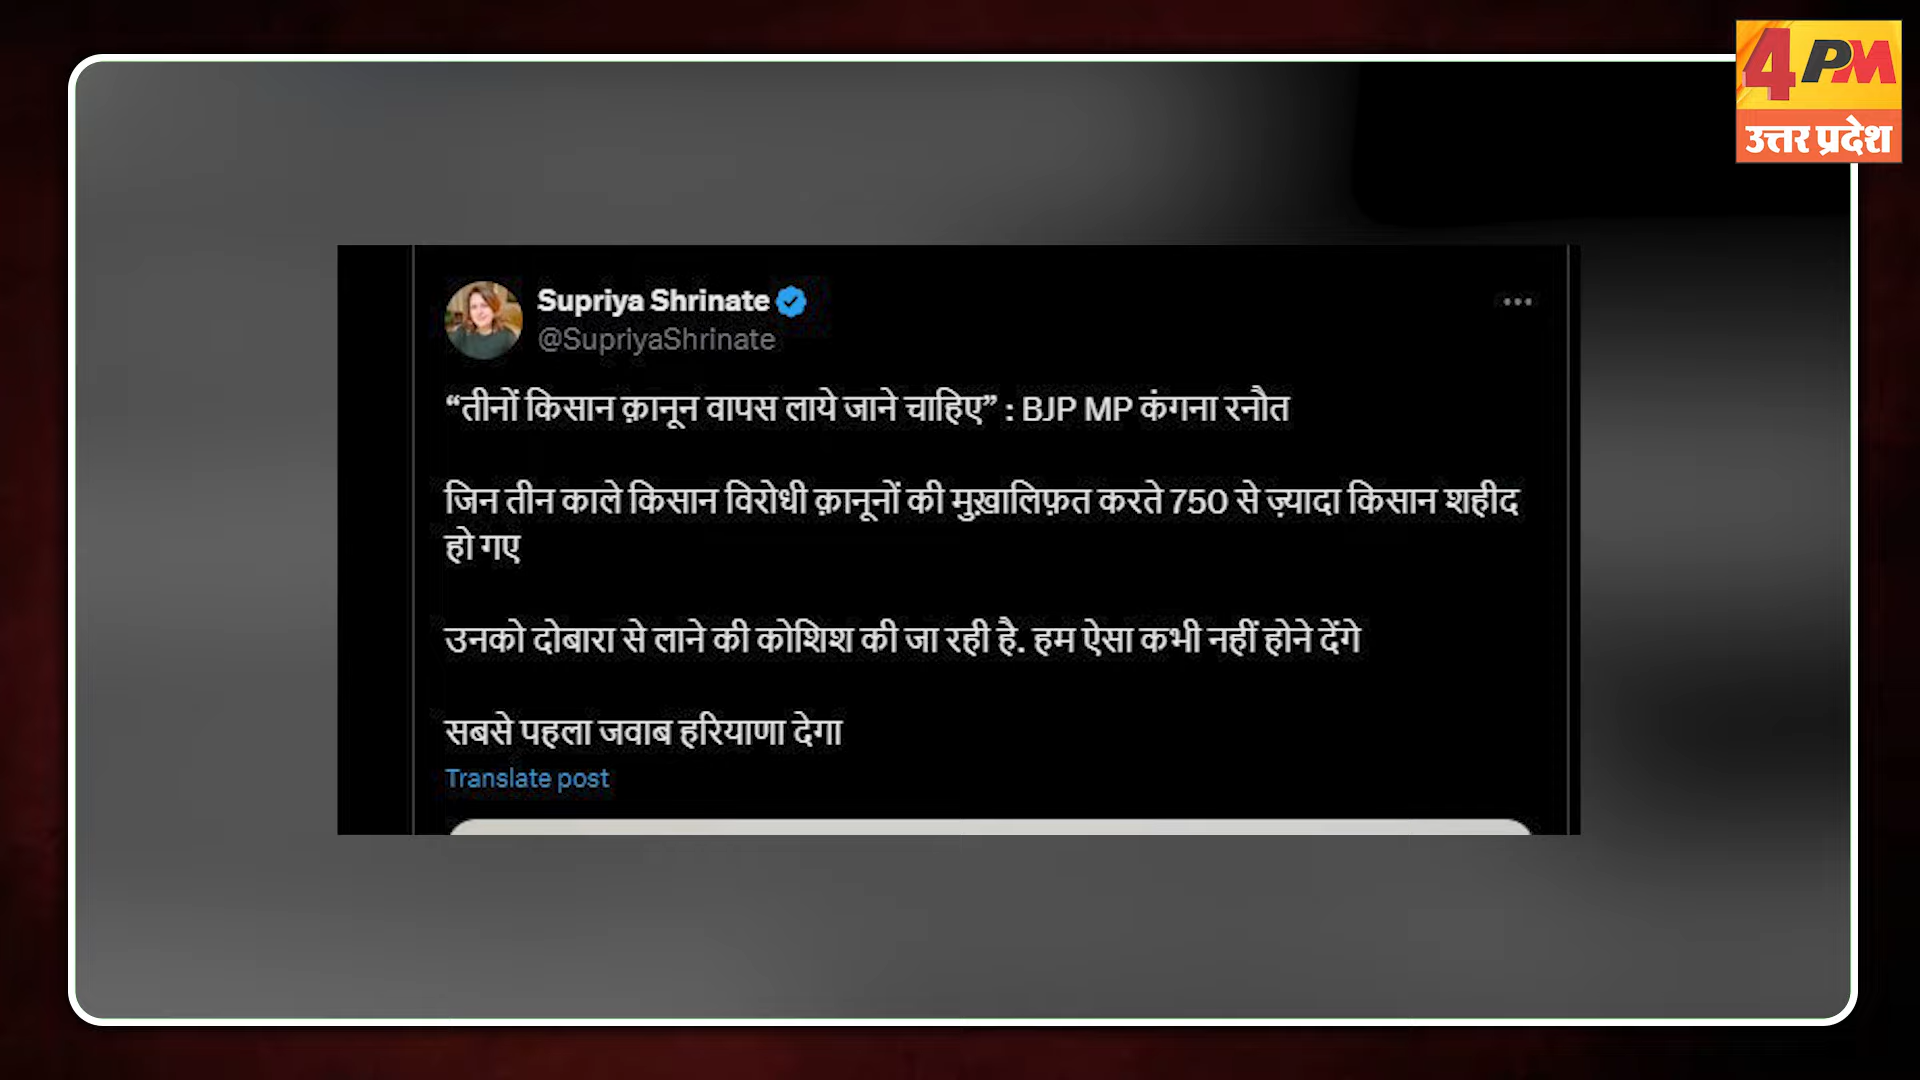 4PM
उत्तर प्रदेश
Supriya Shrinate
@SupriyaShrinate
“तीनों किसान क़ानून वापस लाये जाने चाहिए” : BJP MP कंगना रनौत
जिन तीन काले किसान विरोधी क़ानूनों की मुख़ालिफ़त करते 750 से ज़्यादा किसान शहीद
हो गए
उनको दोबारा से लाने की कोशिश की जा रही है. हम ऐसा कभी नहीं होने देंगे
सबसे पहला जवाब हरियाणा देगा
Translate post